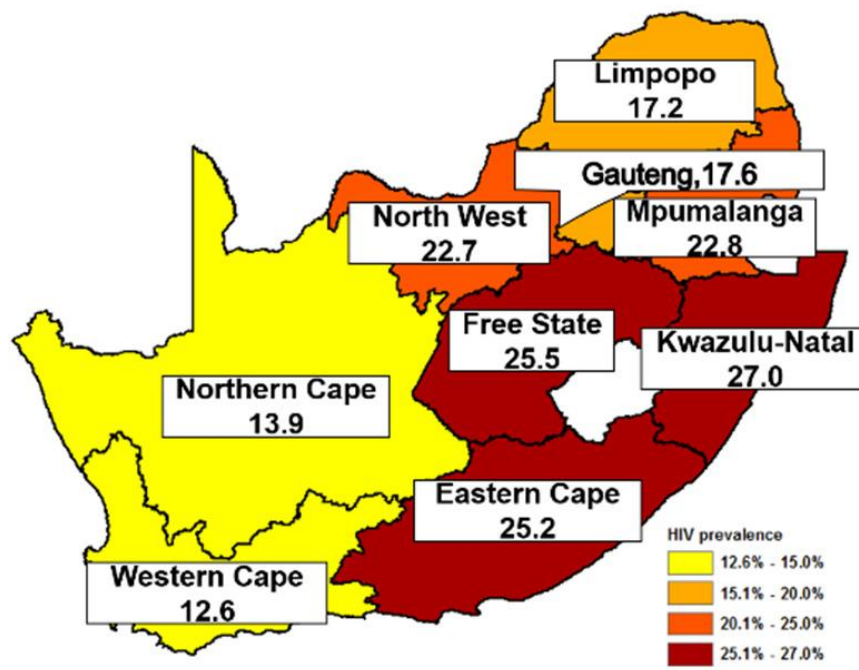 Limpopo
17.2
Gauteng,17.6
North West
22.7
Mpumalanga
22.8
Free State
25.5
Kwazulu-Natal
27.0
Northern Cape
13.9
Eastern Cape
25.2
Western Cape
12.6
HIV prevalence
12.6% - 15.0%
15.1% - 20.0%
20.1% - 25.0%
25.1% - 27.0%